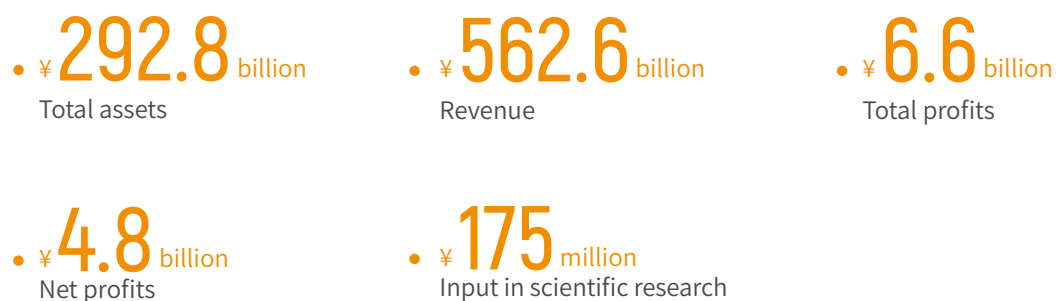 • ¥ 292.8 billion
Total assets
• ¥ 562.6 billion
Revenue
• ¥ 6.6 billion
Total profits
• ¥ 4.8 billion
Net profits
• ¥ 175 million
Input in scientific research